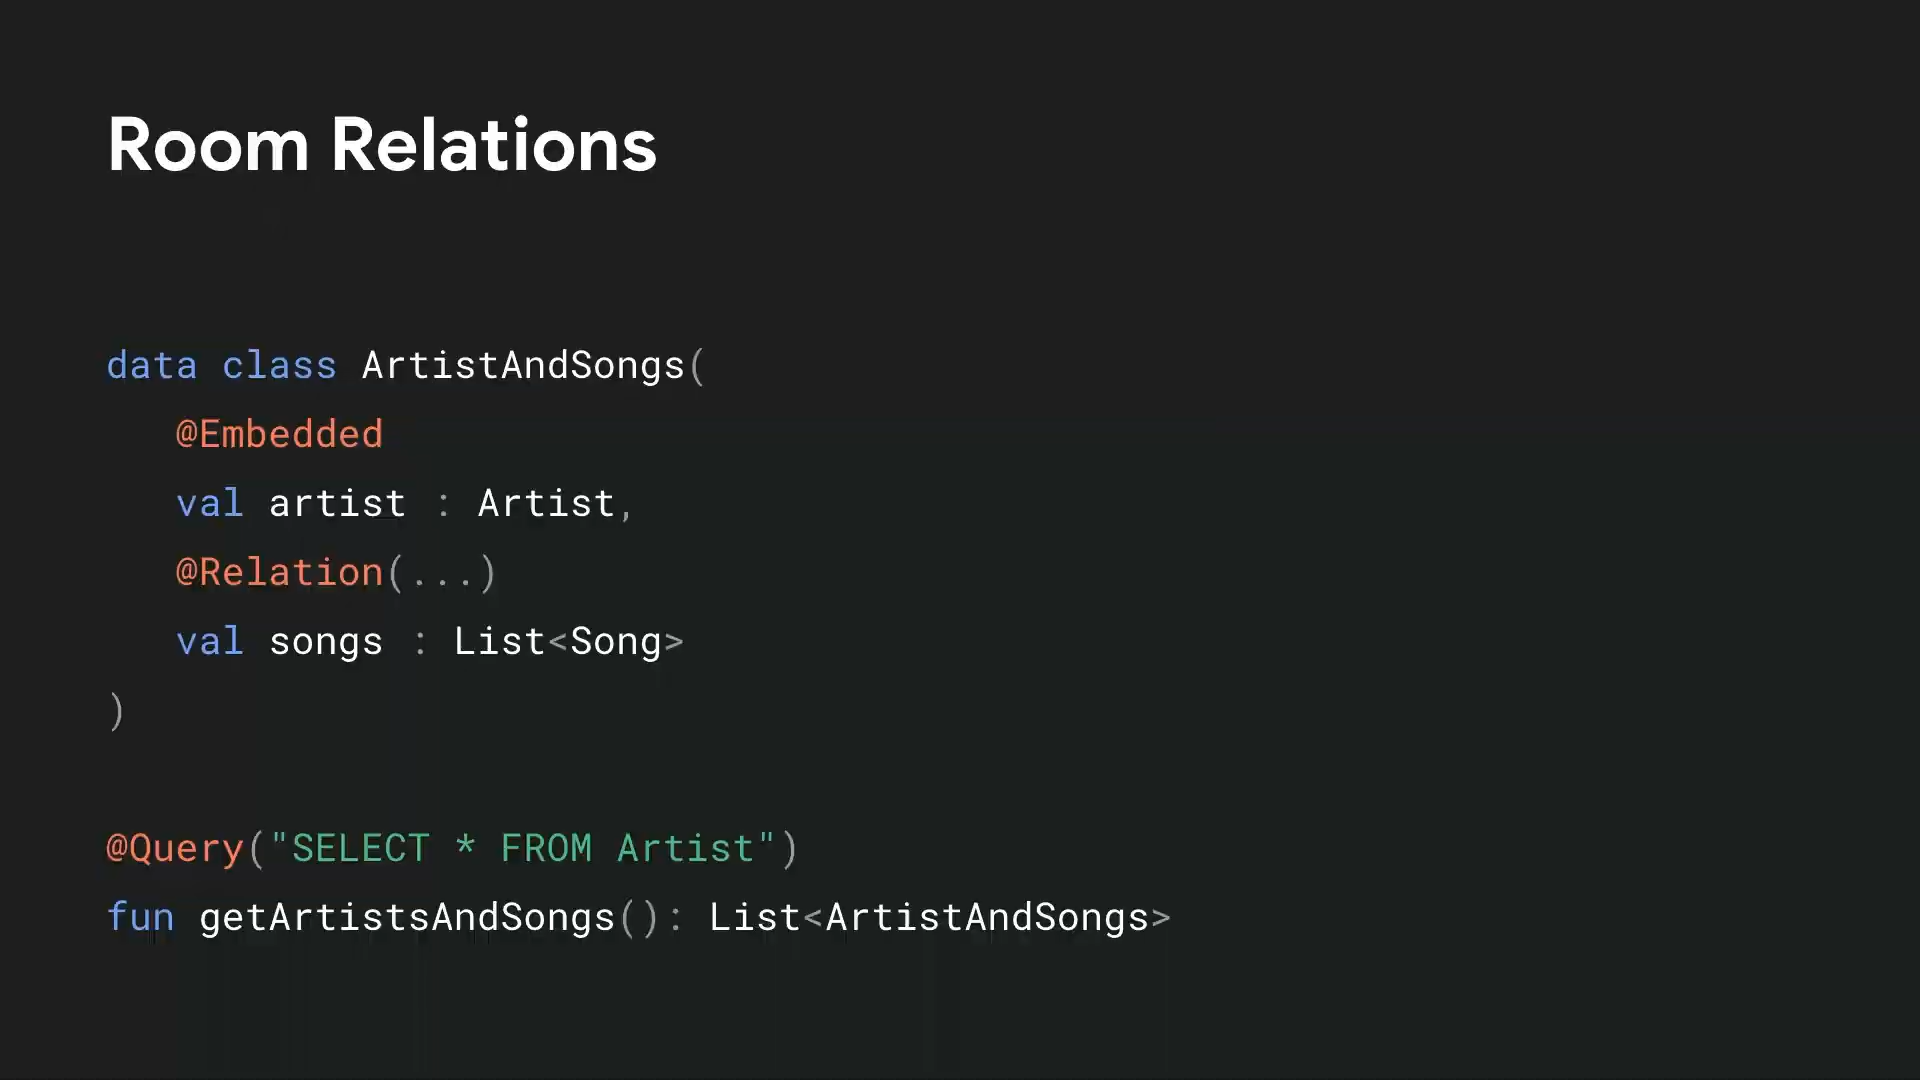 Room Relations
data class ArtistAndSongs(
@Embedded
val artist : Artist,
@Relation(...)
val songs : List<Song>
)
@Query("SELECT * FROM Artist")
fun getArtistsAndSongs(): List<ArtistAndSongs>